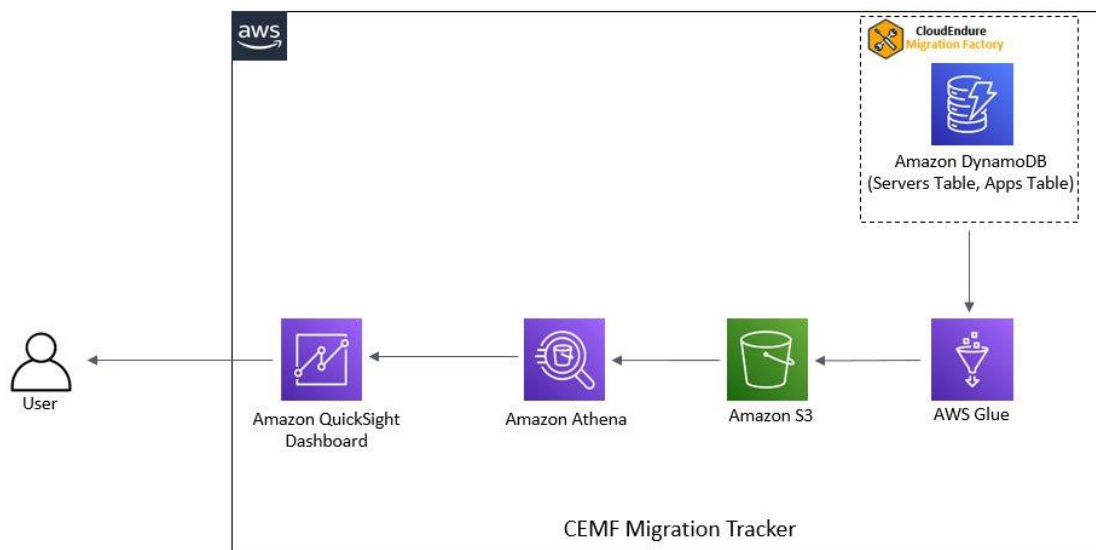 aws
CloudEndure
Migration Factory
Amazon DynamoDB
(Servers Table, Apps Table)
User
Amazon QuickSight
Dashboard
Amazon Athena
Amazon S3
AWS Glue
CEMF Migration Tracker